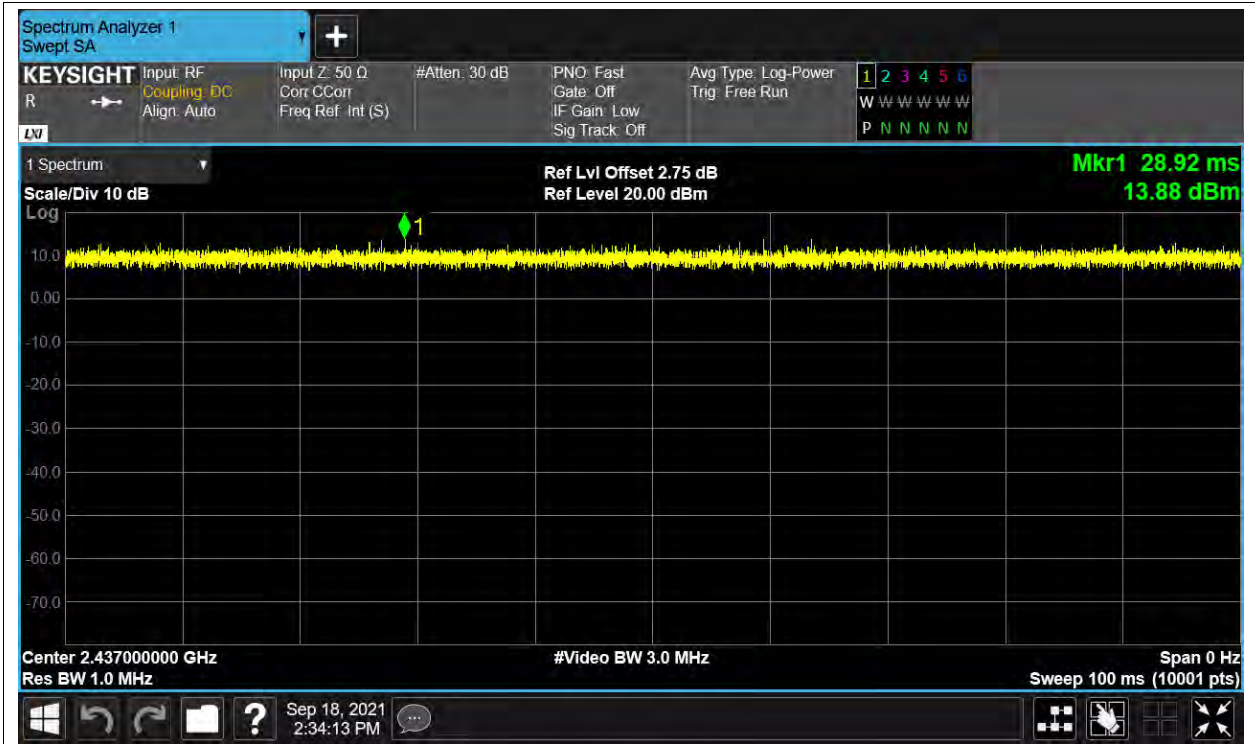 Spectrum Analyzer 1
Swept SA
KEYSIGHT
R
LXI
Input: RF
Coupling: DC
Align: Auto
Input Z: 50 Ω
Corr CCorr
Freq Ref: Int (S)
#Atten: 30 dB
PNO: Fast
Gate: Off
IF Gain: Low
Sig Track: Off
Avg Type: Log-Power
Trig: Free Run
1 2 3 4 5 6
W W W W W W
P N N N N N
1 Spectrum
Scale/Div 10 dB
Ref Lvl Offset 2.75 dB
Ref Level 20.00 dBm
Mkr1 28.92 ms
13.88 dBm
Log
1
10.0
0.00
-10.0
-20.0
-30.0
-40.0
-50.0
-60.0
-70.0
Center 2.437000000 GHz
Res BW 1.0 MHz
#Video BW 3.0 MHz
Span 0 Hz
Sweep 100 ms (10001 pts)
?
Sep 18, 2021
2:34:13 PM